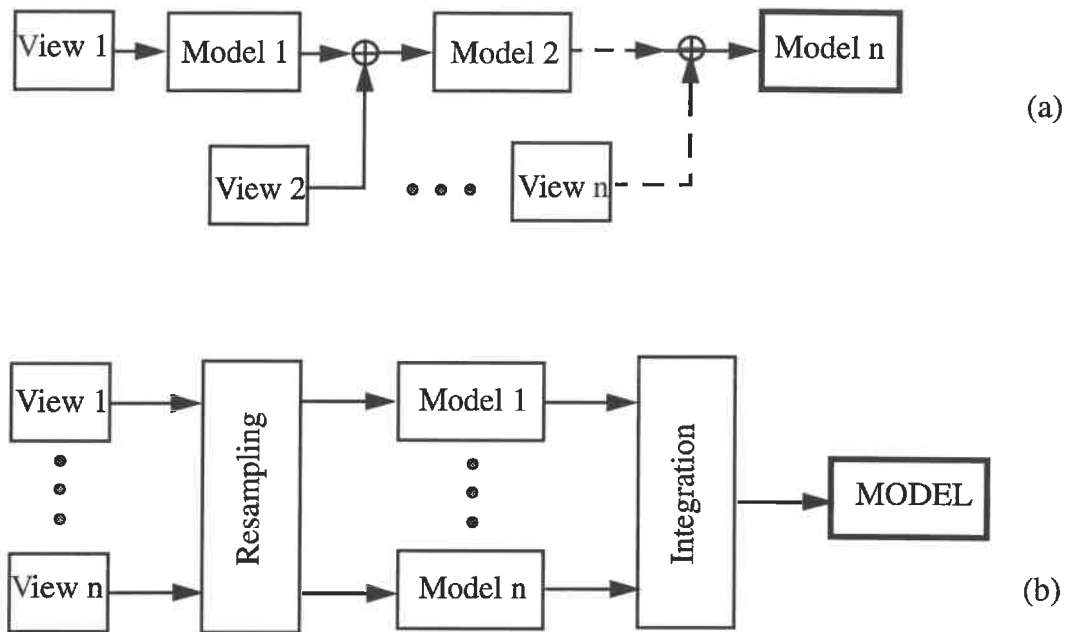 View 1
Model 1
Model 2
Model n
(a)
View 2
View n
View 1
Resampling
Model 1
Integration
MODEL
View n
Model n
(b)